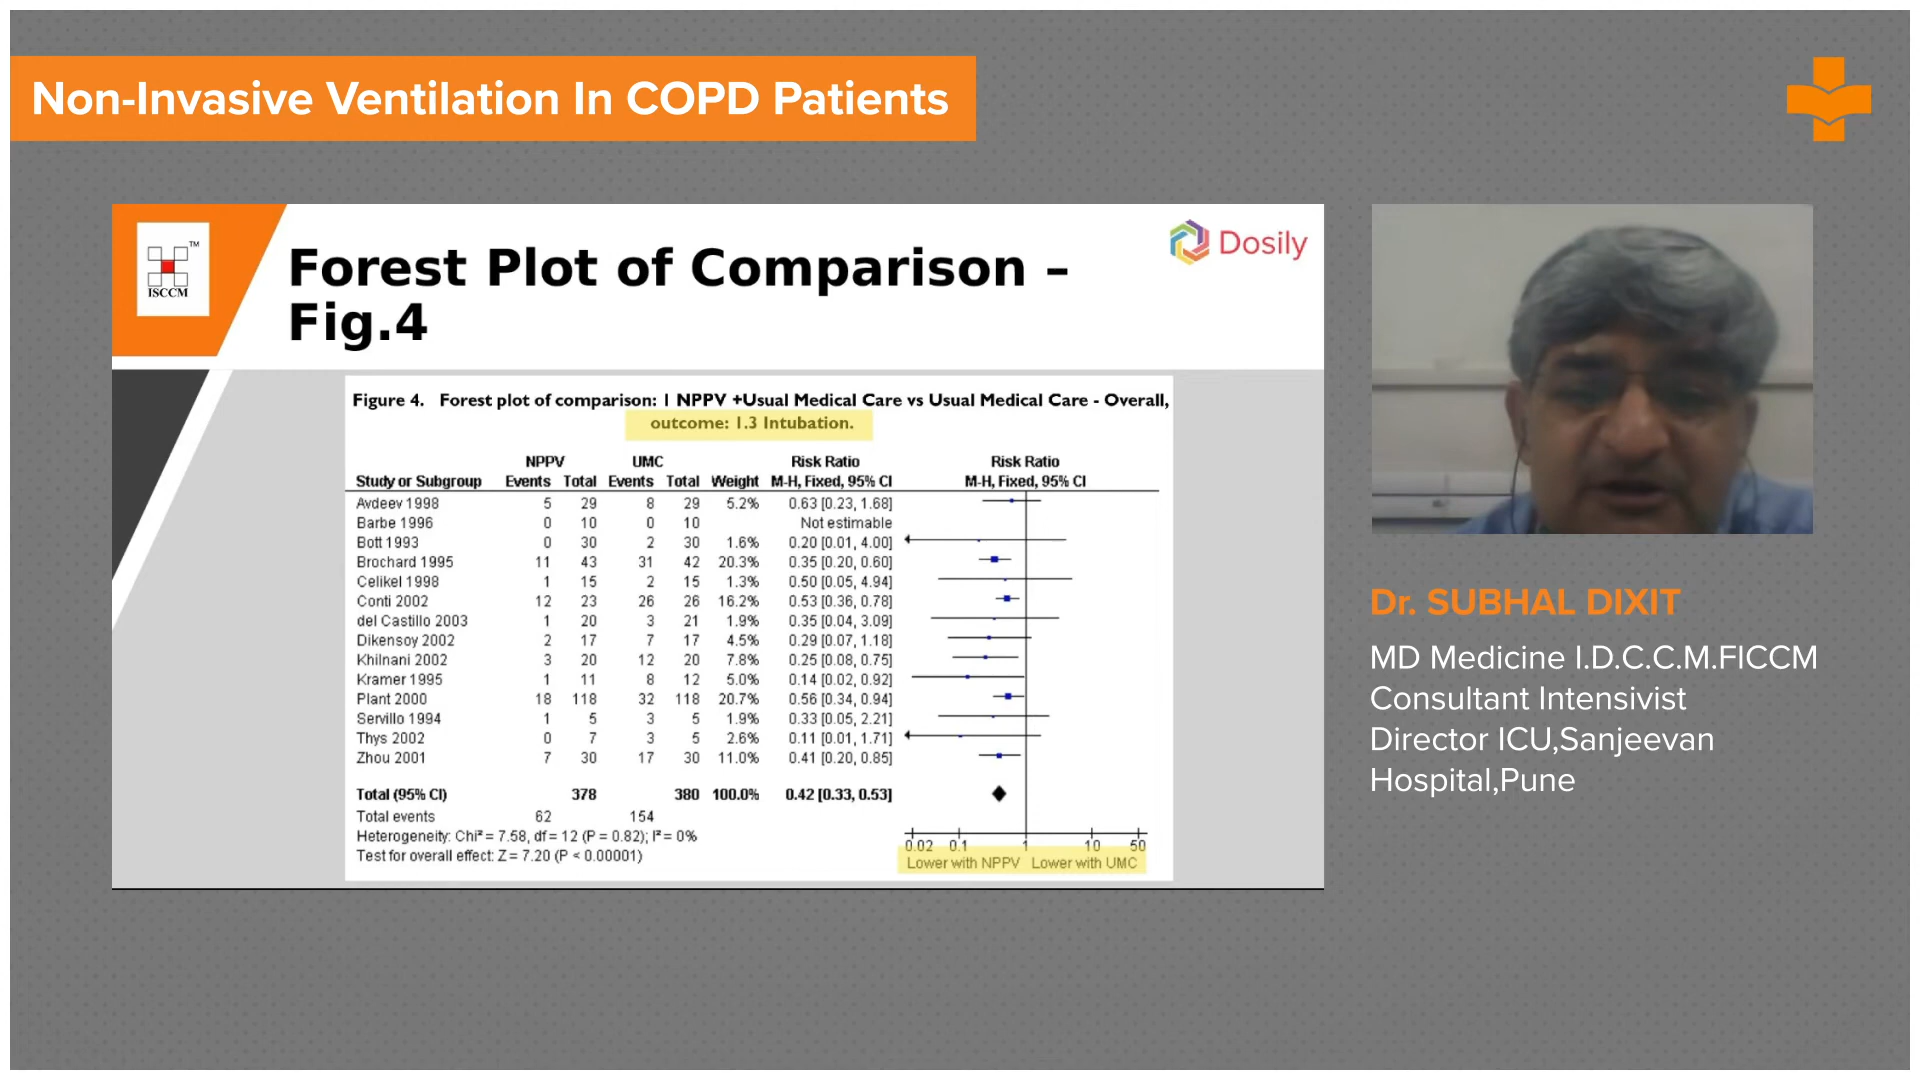 Non-Invasive Ventilation In COPD Patients
TM
ISCCM
Forest Plot of Comparison –
Fig.4
Dosily
Figure 4. Forest plot of comparison: 1 NPPV +Usual Medical Care vs Usual Medical Care - Overall,
outcome: 1.3 Intubation.
NPPV UMC Risk Ratio Risk Ratio
Study or Subgroup Events Total Events Total Weight M-H, Fixed, 95% CI M-H, Fixed, 95% CI
Avdeev 1998 5 29 8 29 5.2% 0.63 [0.23, 1.68]
Barbe 1996 0 10 0 10 Not estimable
Bott 1993 0 30 2 30 1.6% 0.20 [0.01, 4.00]
Brochard 1995 11 43 31 42 20.3% 0.35 [0.20, 0.60]
Celikel 1998 1 15 2 15 1.3% 0.50 [0.05, 4.94]
Conti 2002 12 23 26 26 16.2% 0.53 [0.36, 0.78]
del Castillo 2003 1 20 3 21 1.9% 0.35 [0.04, 3.09]
Dikensoy 2002 2 17 7 17 4.5% 0.29 [0.07, 1.18]
Khilnani 2002 3 20 12 20 7.8% 0.25 [0.08, 0.75]
Kramer 1995 1 11 8 12 5.0% 0.14 [0.02, 0.92]
Plant 2000 18 118 32 118 20.7% 0.56 [0.34, 0.94]
Servillo 1994 1 5 3 5 1.9% 0.33 [0.05, 2.21]
Thys 2002 0 7 3 5 2.6% 0.11 [0.01, 1.71]
Zhou 2001 7 30 17 30 11.0% 0.41 [0.20, 0.85]
Total (95% CI) 378 380 100.0% 0.42 [0.33, 0.53]
Total events 62 154
Heterogeneity: Chi² = 7.58, df = 12 (P = 0.82); I² = 0%
Test for overall effect: Z = 7.20 (P < 0.00001)
0.02 0.1 1 10 50
Lower with NPPV Lower with UMC
Dr. SUBHAL DIXIT
MD Medicine I.D.C.C.M.FICCM
Consultant Intensivist
Director ICU,Sanjeevan
Hospital,Pune